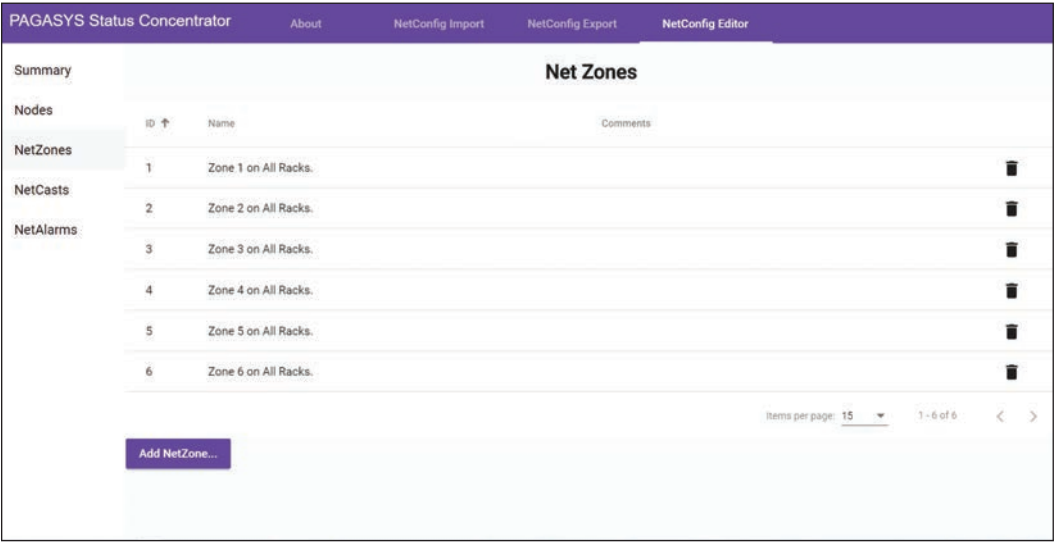 PAGASYS Status Concentrator About NetConfig Import NetConfig Export NetConfig Editor
Summary
Nodes
NetZones
NetCasts
NetAlarms
Net Zones
ID Name Comments
1 Zone 1 on All Racks.
2 Zone 2 on All Racks.
3 Zone 3 on All Racks.
4 Zone 4 on All Racks.
5 Zone 5 on All Racks.
6 Zone 6 on All Racks.
Items per page: 15 1 - 6 of 6
Add NetZone...